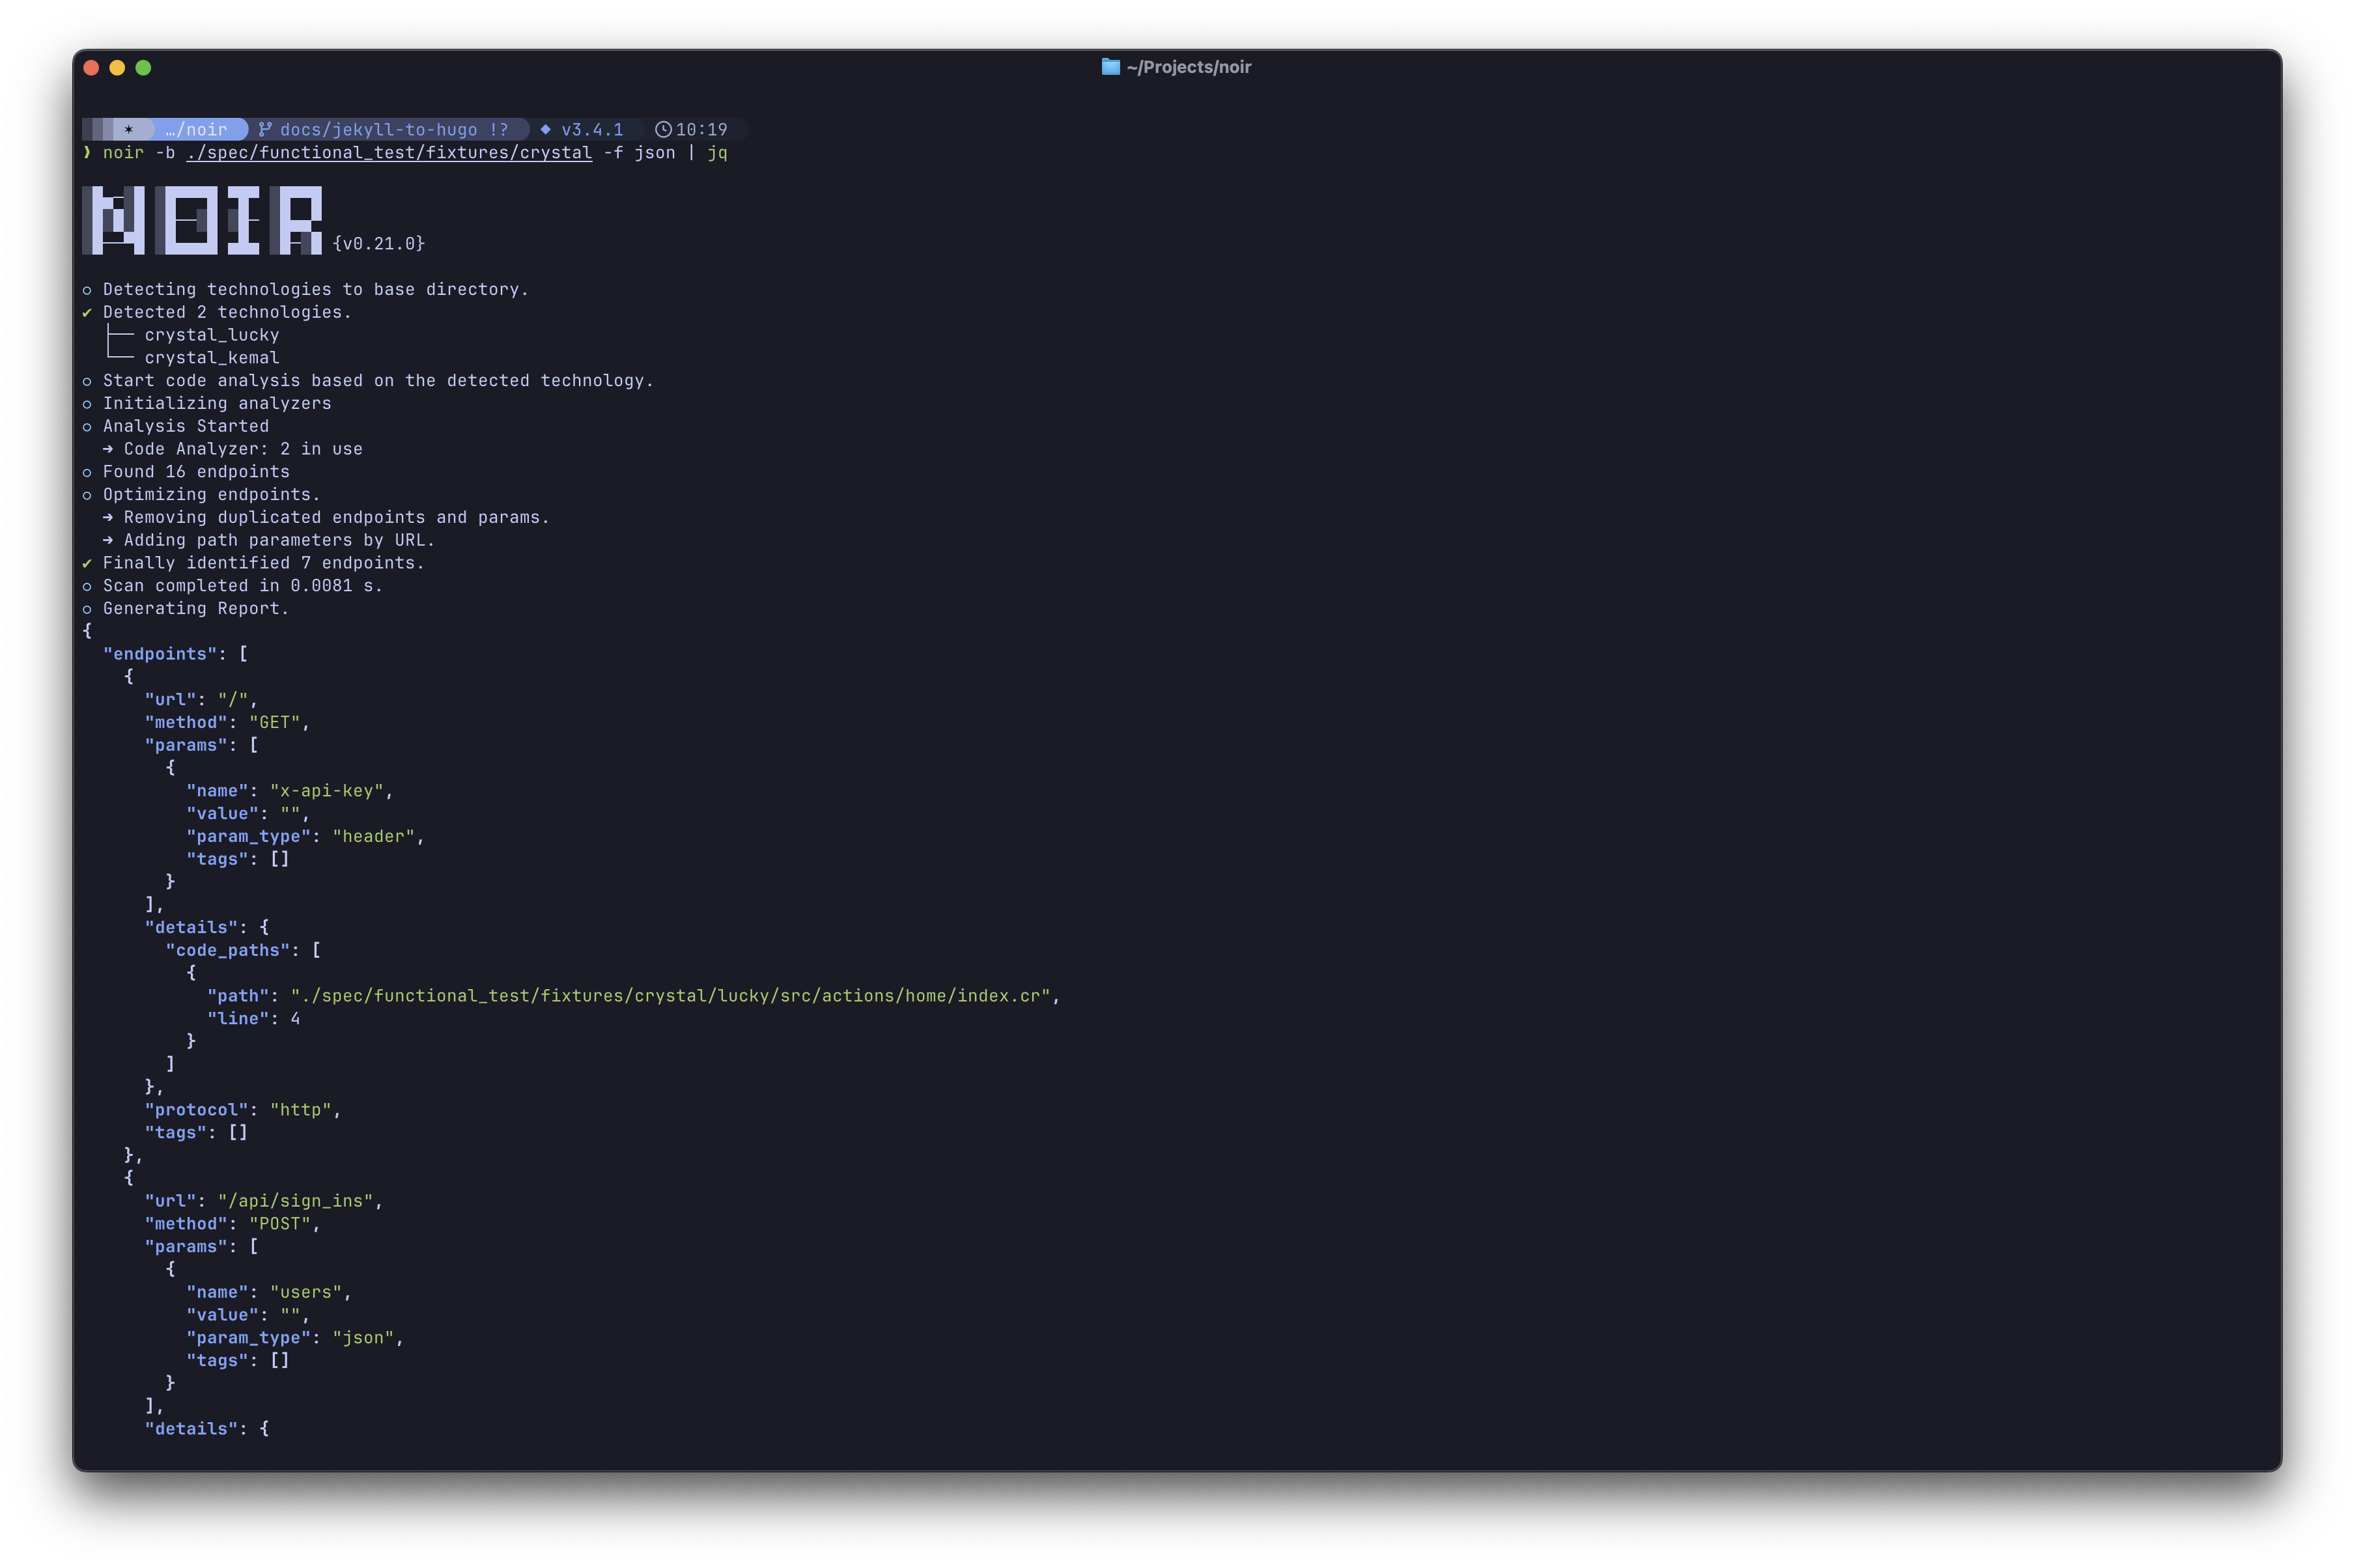 ~/Projects/noir
✶ …/noir docs/jekyll-to-hugo !? ◆ v3.4.1 10:19
❱ noir -b ./spec/functional_test/fixtures/crystal -f json | jq
NOIR {v0.21.0}
○ Detecting technologies to base directory.
✔ Detected 2 technologies.
  ├── crystal_lucky
  └── crystal_kemal
○ Start code analysis based on the detected technology.
○ Initializing analyzers
○ Analysis Started
  ➔ Code Analyzer: 2 in use
○ Found 16 endpoints
○ Optimizing endpoints.
  ➔ Removing duplicated endpoints and params.
  ➔ Adding path parameters by URL.
✔ Finally identified 7 endpoints.
○ Scan completed in 0.0081 s.
○ Generating Report.
{
  "endpoints": [
    {
      "url": "/",
      "method": "GET",
      "params": [
        {
          "name": "x-api-key",
          "value": "",
          "param_type": "header",
          "tags": []
        }
      ],
      "details": {
        "code_paths": [
          {
            "path": "./spec/functional_test/fixtures/crystal/lucky/src/actions/home/index.cr",
            "line": 4
          }
        ]
      },
      "protocol": "http",
      "tags": []
    },
    {
      "url": "/api/sign_ins",
      "method": "POST",
      "params": [
        {
          "name": "users",
          "value": "",
          "param_type": "json",
          "tags": []
        }
      ],
      "details": {